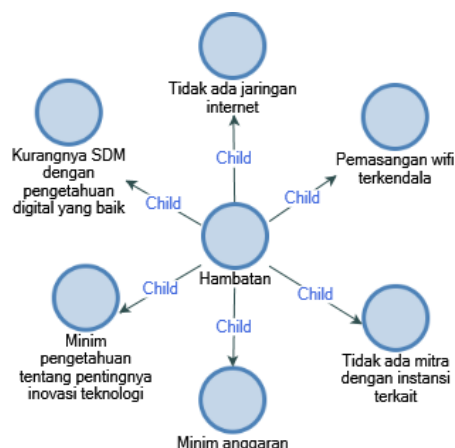 Tidak ada jaringan
internet
Kurangnya SDM
dengan
pengetahuan
digital yang baik
Child
Pemasangan wifi
terkendala
Child
Child
Hambatan
Child
Child
Child
Minim
pengetahuan
tentang pentingnya
inovasi teknologi
Tidak ada mitra
dengan instansi
terkait
Minim anggaran